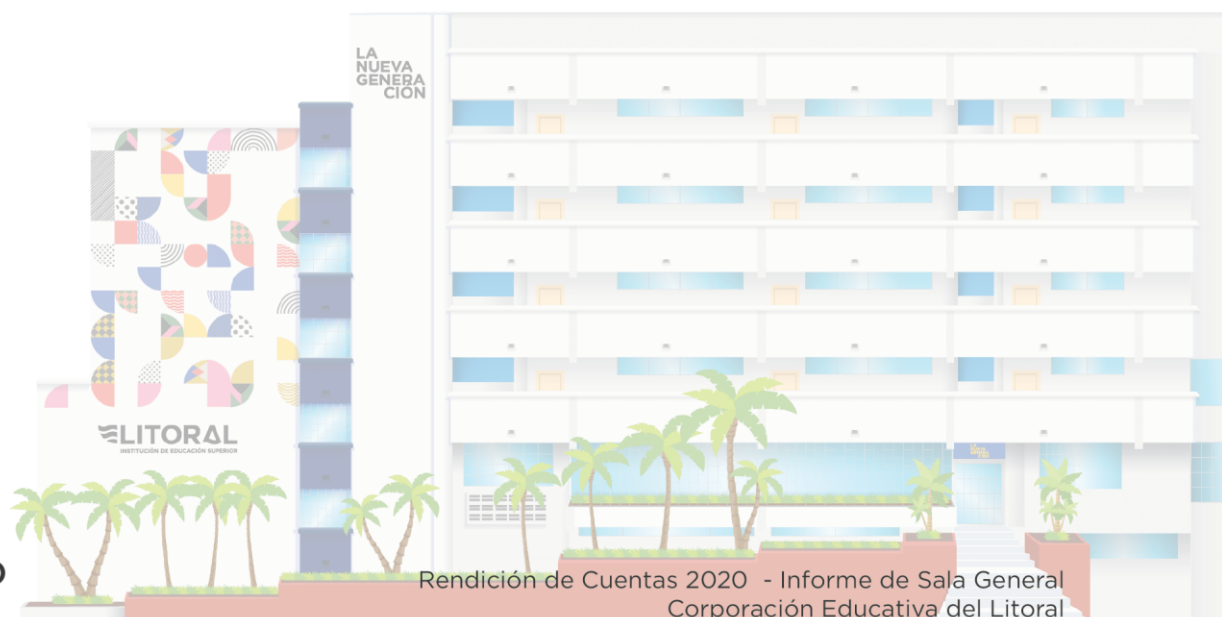 LA
NUEVA
GENERA
CIÓN
LITORAL
INSTITUCIÓN DE EDUCACIÓN SUPERIOR
Rendición de Cuentas 2020 - Informe de Sala General
Corporación Educativa del Litoral